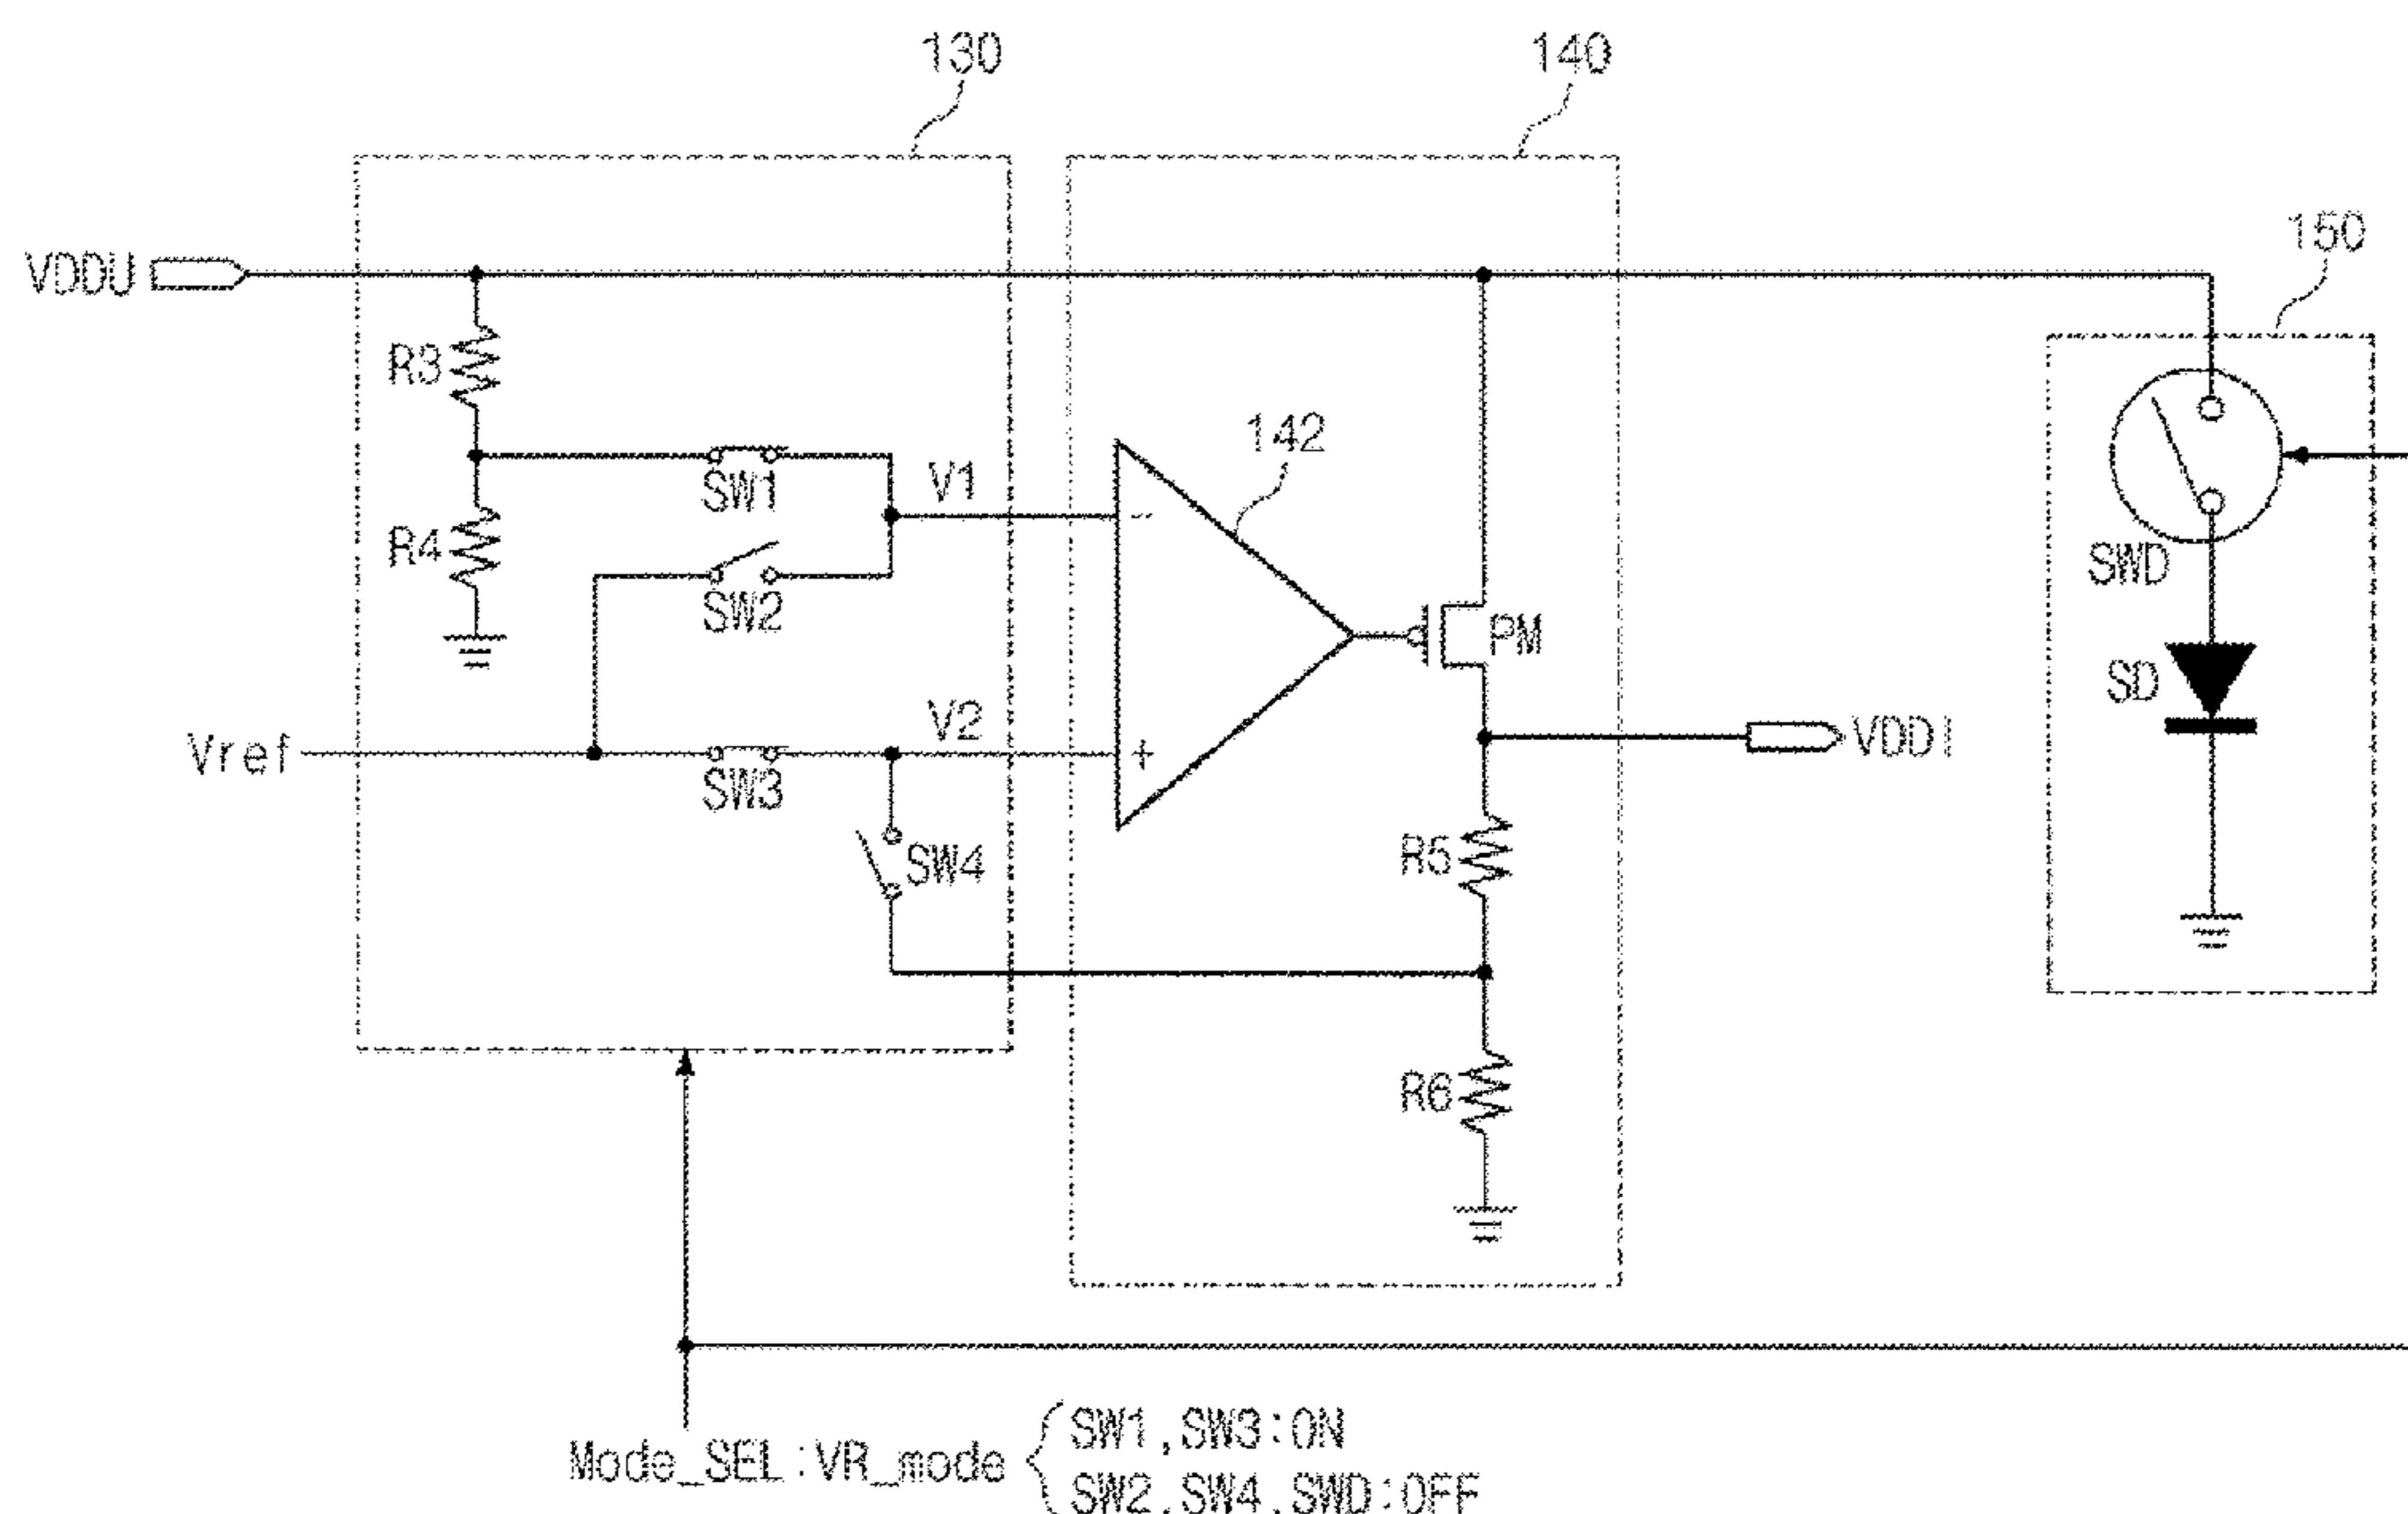 130
140
150
VDDU
R3
142
SW1
V1
-
R4
SWD
SW2
PM
SD
V2
Vref
+
VDDI
SW3
SW4
R5
R6
Mode_SEL:VR_mode
SW1,SW3:ON
SW2,SW4,SWD:OFF